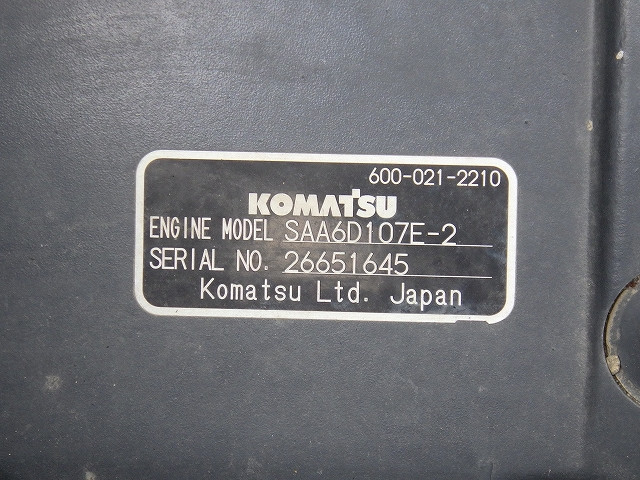 600-021-2210
KOMATSU
ENGINE MODEL SAA6D107E-2
SERIAL NO. 26651645
Komatsu Ltd. Japan